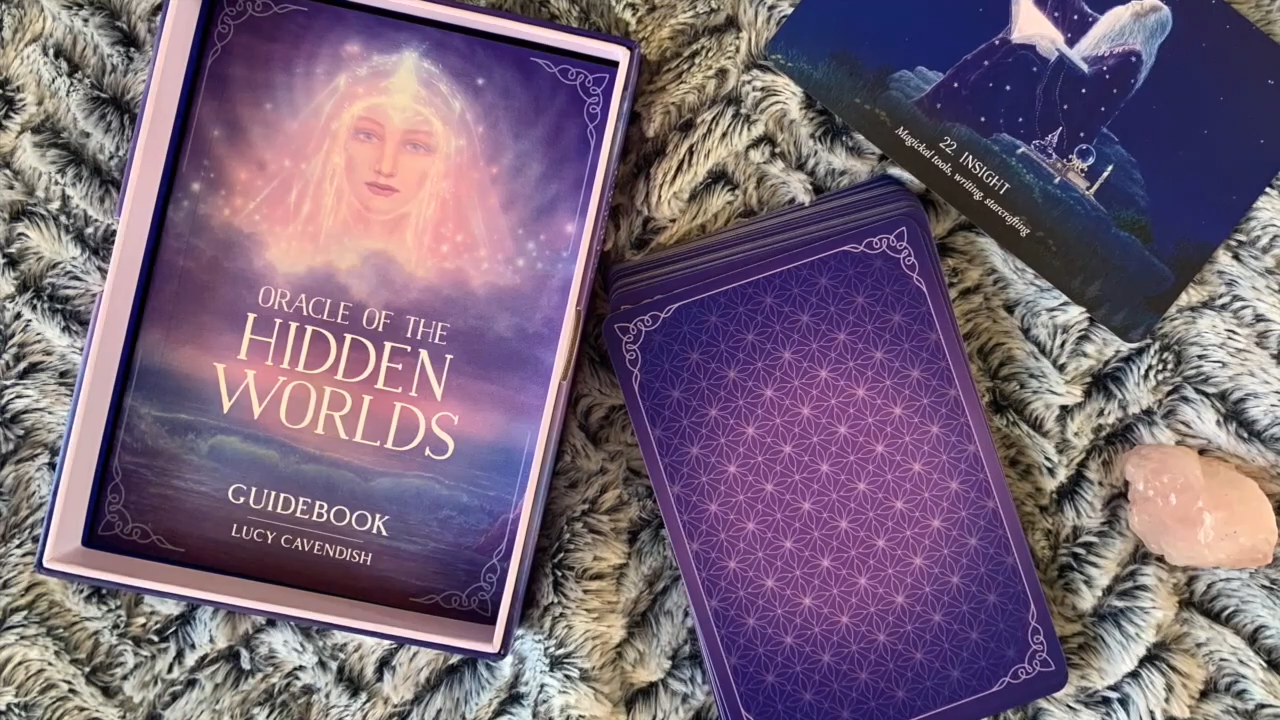 ORACLE OF THE
HIDDEN
WORLDS
GUIDEBOOK
LUCY CAVENDISH
22. INSIGHT
Magickal tools, writing, starcrafting